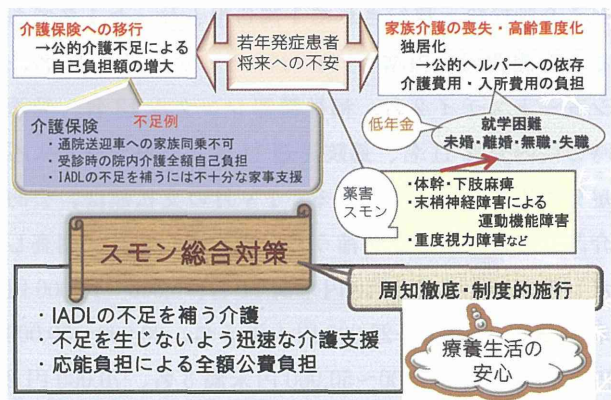 介護保険への移行
→公的介護不足による
自己負担額の増大
若年発症患者
将来への不安
家族介護の喪失・高齢重度化
独居化
→公的ヘルパーへの依存
介護費用・入所費用の負担
介護保険 不足例
・通院送迎車への家族同乗不可
・受診時の院内介護全額自己負担
・IADLの不足を補うには不十分な家事支援
低年金
就学困難
未婚・離婚・無職・失職
薬害
スモン
・体幹・下肢麻痺
・末梢神経障害による
運動機能障害
・重度視力障害など
スモン総合対策
周知徹底・制度的施行
・IADLの不足を補う介護
・不足を生じないよう迅速な介護支援
・応能負担による全額公費負担
療養生活の
安心